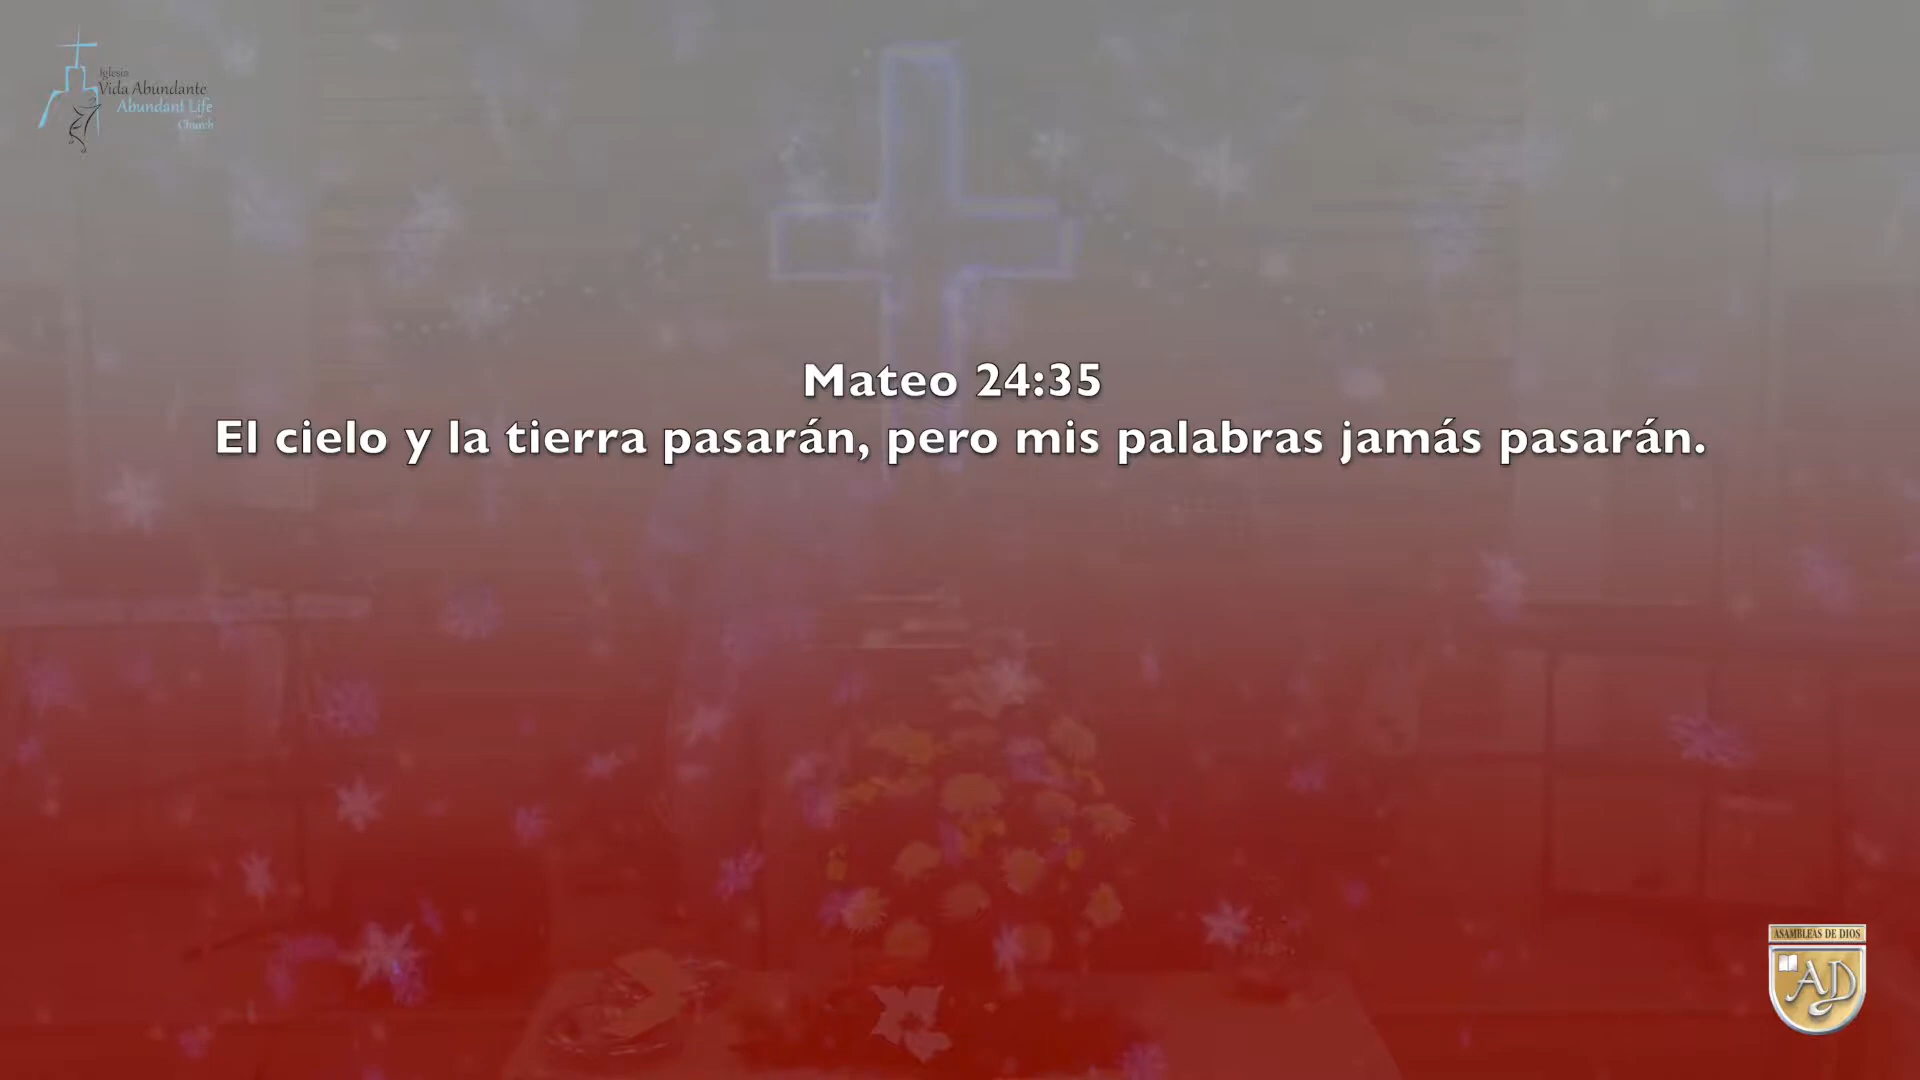 Iglesia
Vida Abundante
Abundant Life
Church
Mateo 24:35
El cielo y la tierra pasarán, pero mis palabras jamás pasarán.
ASAMBLEAS DE DIOS
AD